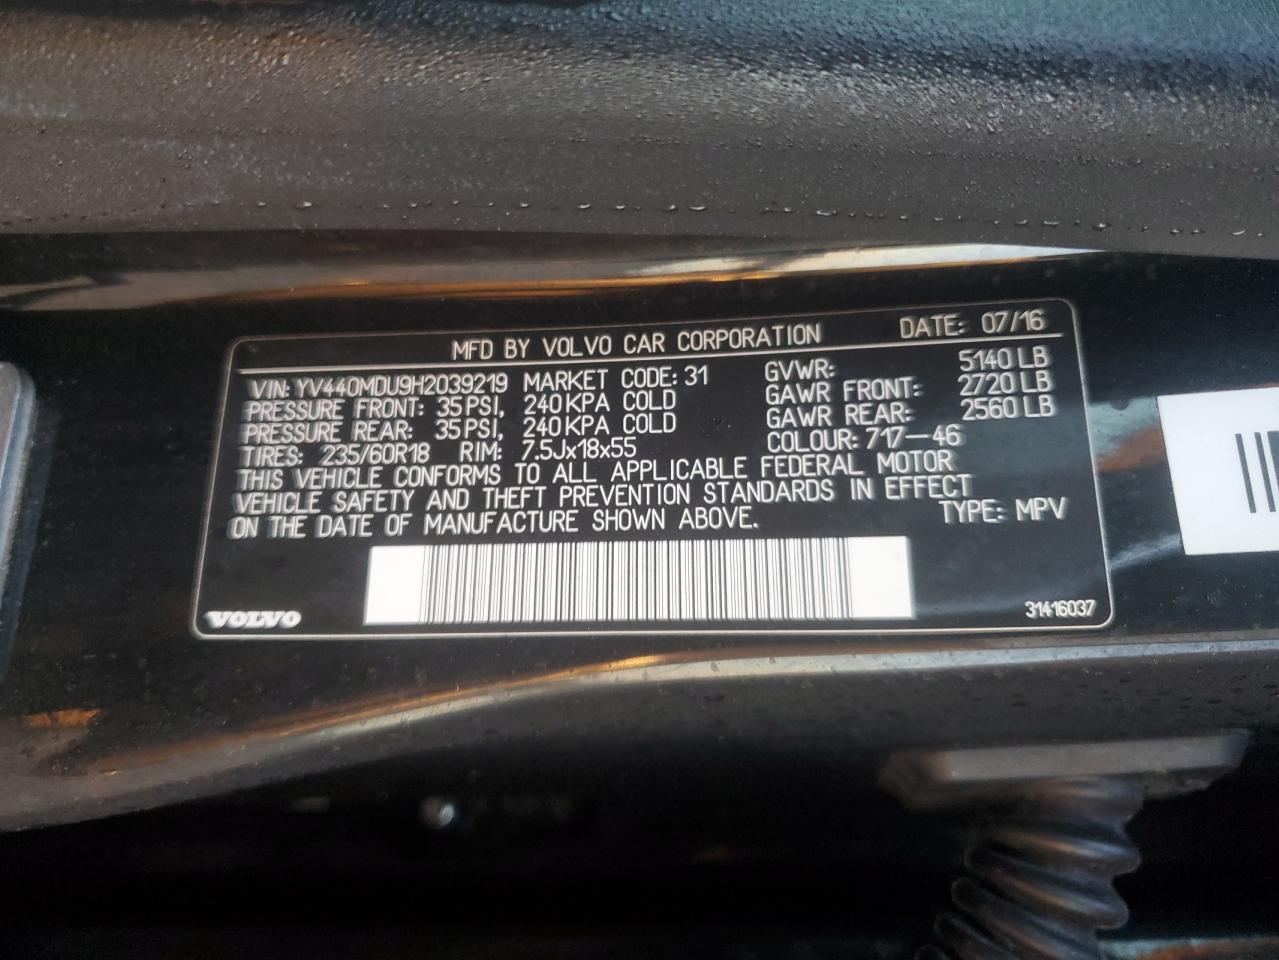 MFD BY VOLVO CAR CORPORATION DATE: 07/16
VIN: YV440MDU9H2039219 MARKET CODE: 31 GVWR: 5140 LB
PRESSURE FRONT: 35 PSI, 240 KPA COLD GAWR FRONT: 2720 LB
PRESSURE REAR: 35 PSI, 240 KPA COLD GAWR REAR: 2560 LB
TIRES: 235/60R18 RIM: 7.5Jx18x55 COLOUR: 717-46
THIS VEHICLE CONFORMS TO ALL APPLICABLE FEDERAL MOTOR
VEHICLE SAFETY AND THEFT PREVENTION STANDARDS IN EFFECT
ON THE DATE OF MANUFACTURE SHOWN ABOVE. TYPE: MPV
VOLVO 31416037